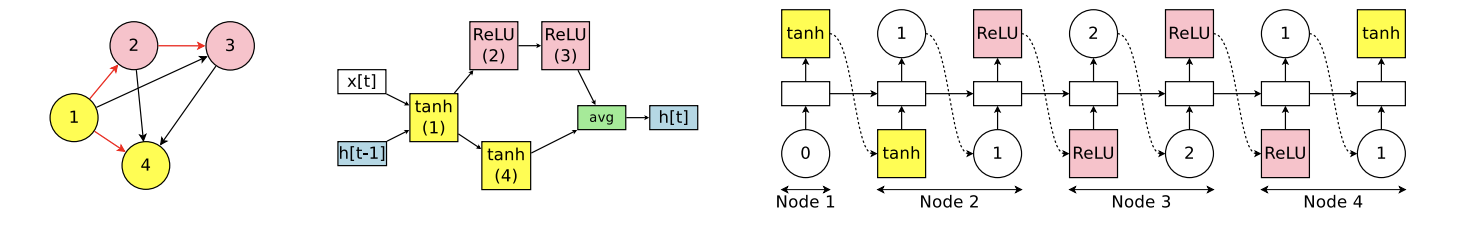 2
3
1
4
x[t]
h[t-1]
tanh
(1)
ReLU
(2)
ReLU
(3)
tanh
(4)
avg
h[t]
tanh
1
ReLU
2
ReLU
1
tanh
0
tanh
1
ReLU
2
ReLU
1
Node 1
Node 2
Node 3
Node 4